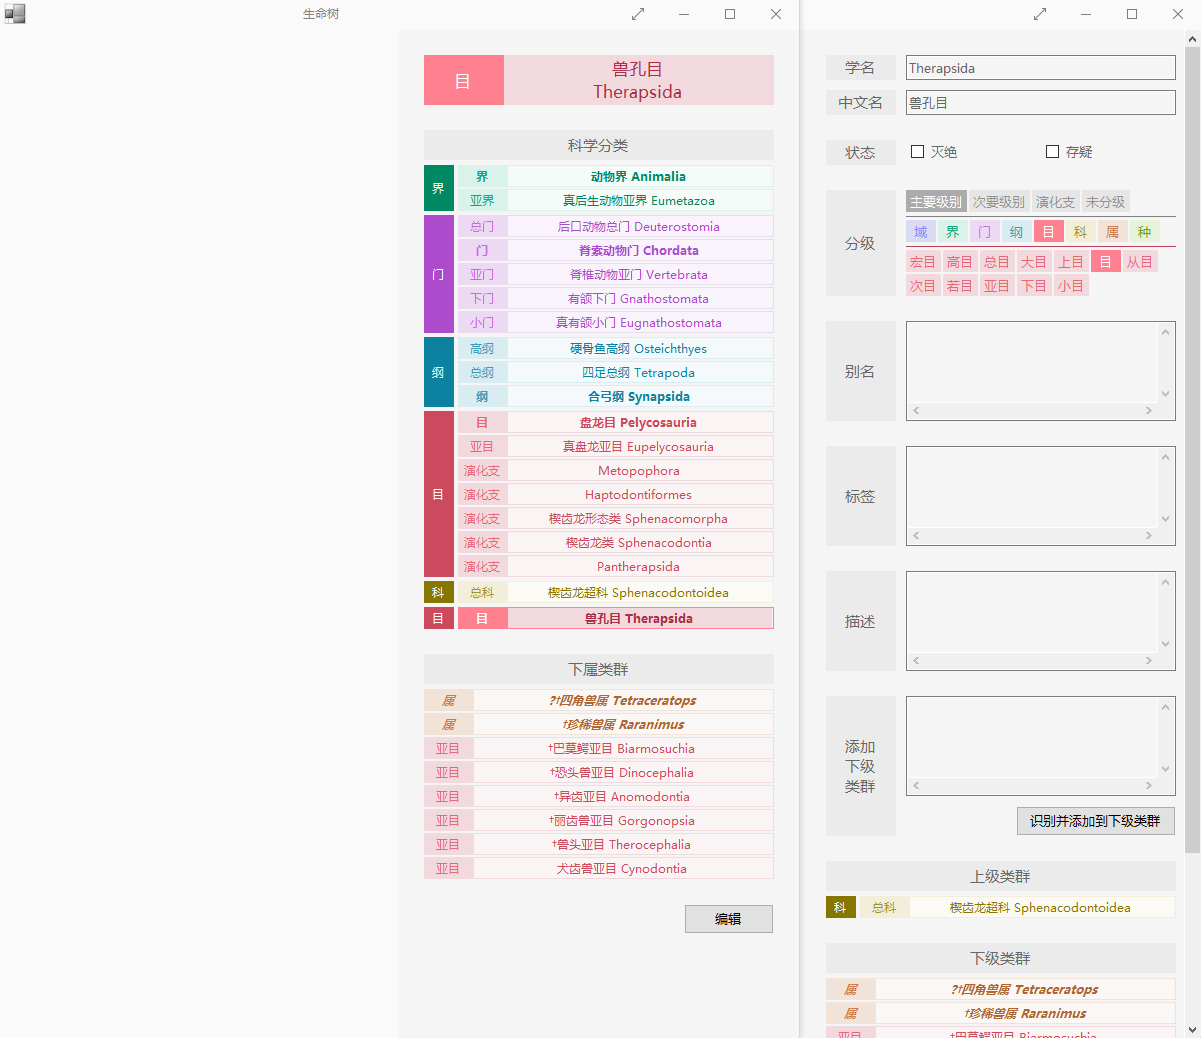 生命树
目
兽孔目
Therapsida
科学分类
界
界 动物界 Animalia
亚界 真后生动物亚界 Eumetazoa
门
总门 后口动物总门 Deuterostomia
门 脊索动物门 Chordata
亚门 脊椎动物亚门 Vertebrata
下门 有颌下门 Gnathostomata
小门 真有颌小门 Eugnathostomata
纲
高纲 硬骨鱼高纲 Osteichthyes
总纲 四足总纲 Tetrapoda
纲 合弓纲 Synapsida
目
目 盘龙目 Pelycosauria
亚目 真盘龙亚目 Eupelycosauria
演化支 Metopophora
演化支 Haptodontiformes
演化支 楔齿龙形态类 Sphenacomorpha
演化支 楔齿龙类 Sphenacodontia
演化支 Pantherapsida
科 总科 楔齿龙超科 Sphenacodontoidea
目 目 兽孔目 Therapsida
下属类群
属 ?†四角兽属 Tetraceratops
属 †珍稀兽属 Raranimus
亚目 †巴莫鳄亚目 Biarmosuchia
亚目 †恐头兽亚目 Dinocephalia
亚目 †异齿亚目 Anomodontia
亚目 †丽齿兽亚目 Gorgonopsia
亚目 †兽头亚目 Therocephalia
亚目 犬齿兽亚目 Cynodontia
编辑
学名 Therapsida
中文名 兽孔目
状态 灭绝 存疑
分级
主要级别 次要级别 演化支 未分级
域 界 门 纲 目 科 属 种
宏目 高目 总目 大目 上目 目 从目
次目 若目 亚目 下目 小目
别名
标签
描述
添加
下级
类群
识别并添加到下级类群
上级类群
科 总科 楔齿龙超科 Sphenacodontoidea
下级类群
属 ?†四角兽属 Tetraceratops
属 †珍稀兽属 Raranimus
亚目 †巴莫鳄亚目 Biarmosuchia